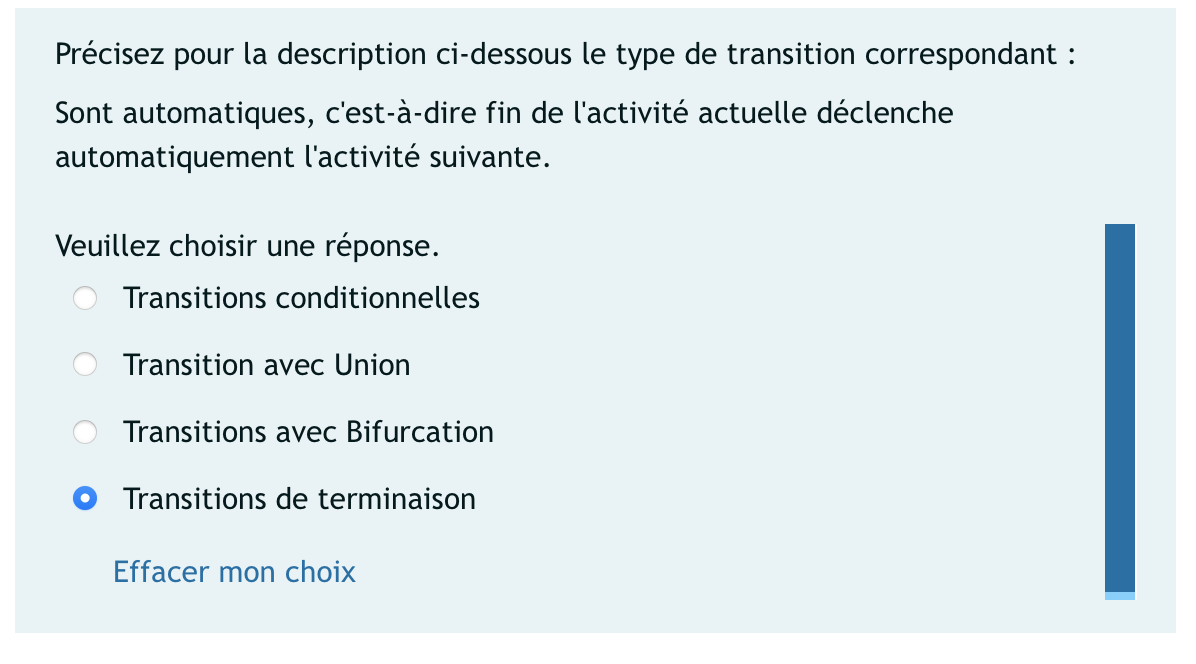 Précisez pour la description ci-dessous le type de transition correspondant :
Sont automatiques, c'est-à-dire fin de l'activité actuelle déclenche
automatiquement l'activité suivante.
Veuillez choisir une réponse.
Transitions conditionnelles
Transition avec Union
Transitions avec Bifurcation
Transitions de terminaison
Effacer mon choix